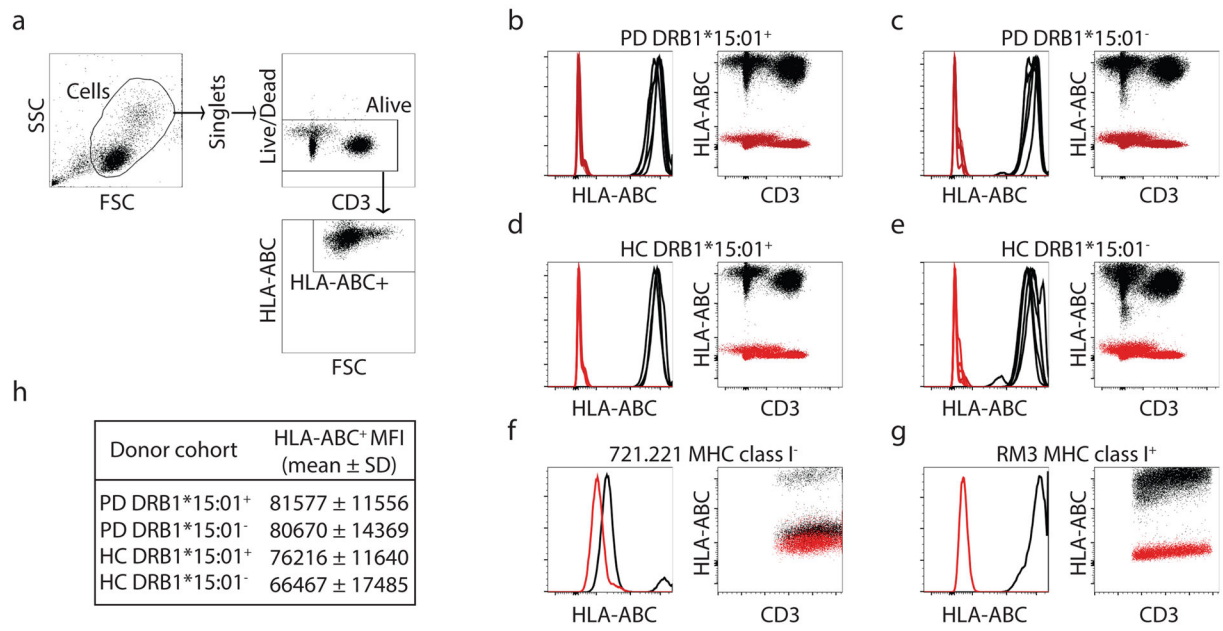 a
SSC
Cells
FSC
Singlets
Live/Dead
Alive
CD3
HLA-ABC
HLA-ABC+
FSC
b
PD DRB1*15:01+
HLA-ABC
HLA-ABC
CD3
c
PD DRB1*15:01-
HLA-ABC
HLA-ABC
CD3
d
HC DRB1*15:01+
HLA-ABC
HLA-ABC
CD3
e
HC DRB1*15:01-
HLA-ABC
HLA-ABC
CD3
f
721.221 MHC class I-
HLA-ABC
HLA-ABC
CD3
g
RM3 MHC class I+
HLA-ABC
HLA-ABC
CD3
h
Donor cohort HLA-ABC+ MFI
(mean ± SD)
PD DRB1*15:01+ 81577 ± 11556
PD DRB1*15:01- 80670 ± 14369
HC DRB1*15:01+ 76216 ± 11640
HC DRB1*15:01- 66467 ± 17485